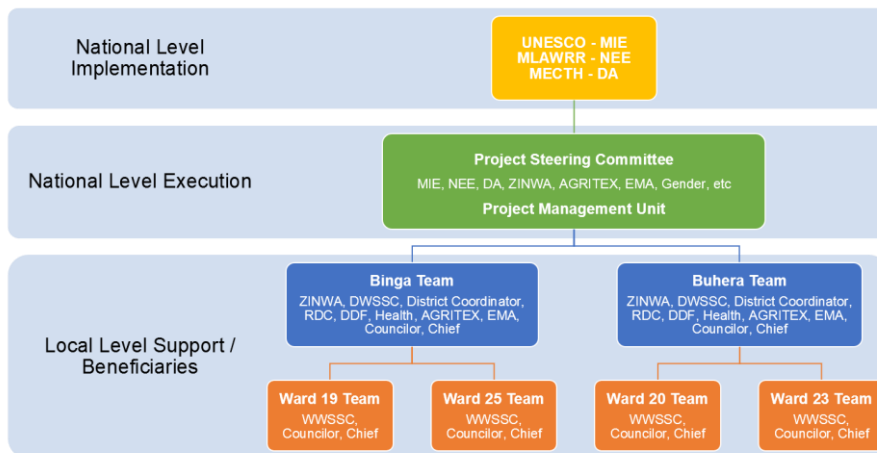 National Level
Implementation
UNESCO - MIE
MLAWRR - NEE
MECTH - DA
National Level Execution
Project Steering Committee
MIE, NEE, DA, ZINWA, AGRITEX, EMA, Gender, etc
Project Management Unit
Local Level Support /
Beneficiaries
Binga Team
ZINWA, DWSSC, District Coordinator,
RDC, DDF, Health, AGRITEX, EMA,
Councilor, Chief
Buhera Team
ZINWA, DWSSC, District Coordinator,
RDC, DDF, Health, AGRITEX, EMA,
Councilor, Chief
Ward 19 Team
WWSSC,
Councilor, Chief
Ward 25 Team
WWSSC,
Councilor, Chief
Ward 20 Team
WWSSC,
Councilor, Chief
Ward 23 Team
WWSSC,
Councilor, Chief